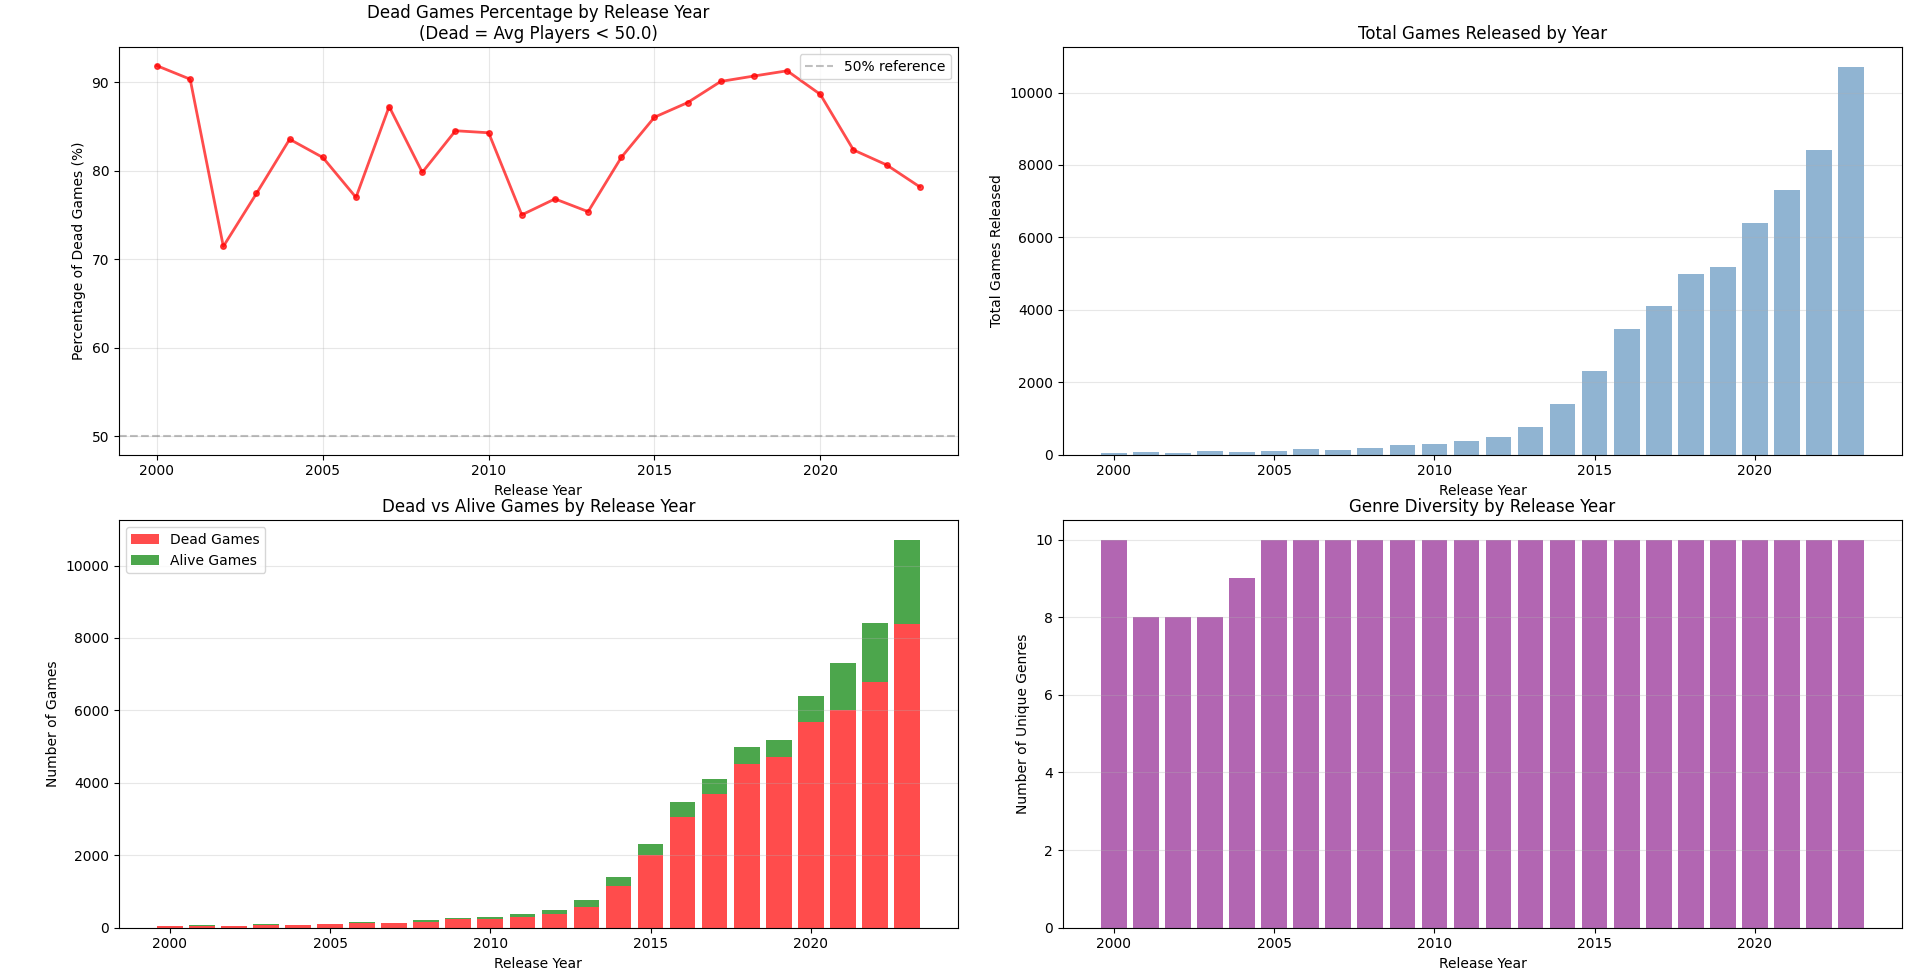 Dead Games Percentage by Release Year
(Dead = Avg Players < 50.0)
50% reference
Percentage of Dead Games (%)
90
80
70
60
50
2000
2005
2010
2015
2020
Release Year
Total Games Released by Year
Total Games Released
10000
8000
6000
4000
2000
0
2000
2005
2010
2015
2020
Release Year
Dead vs Alive Games by Release Year
Dead Games
Alive Games
Number of Games
10000
8000
6000
4000
2000
0
2000
2005
2010
2015
2020
Release Year
Genre Diversity by Release Year
Number of Unique Genres
10
8
6
4
2
0
2000
2005
2010
2015
2020
Release Year